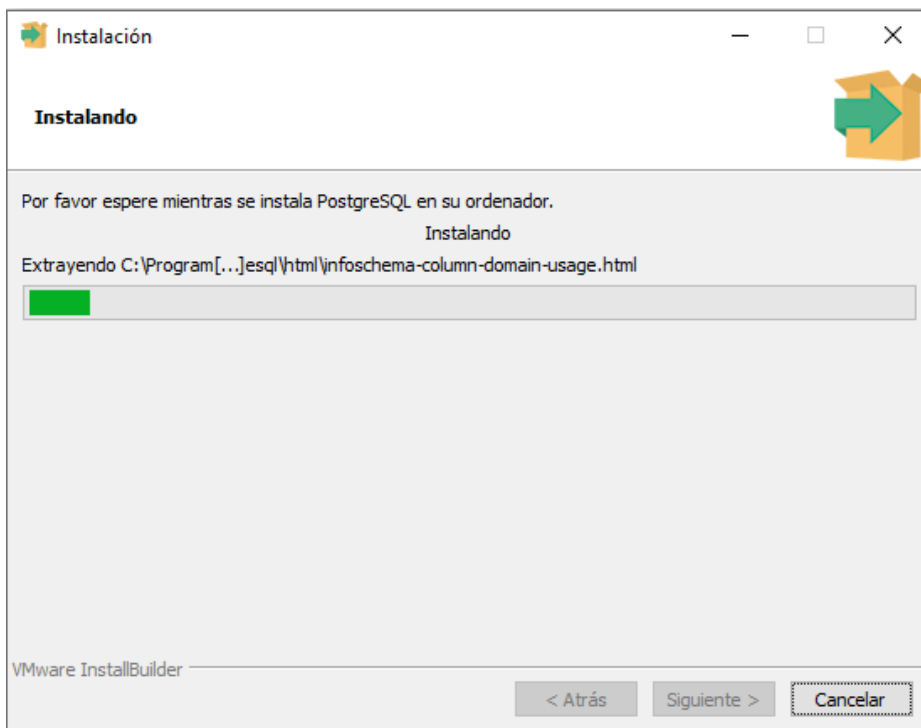 Instalación
Instalando
Por favor espere mientras se instala PostgreSQL en su ordenador.
Instalando
Extrayendo C:\Program[...]esql\html\infoschema-column-domain-usage.html
VMware InstallBuilder
< Atrás
Siguiente >
Cancelar